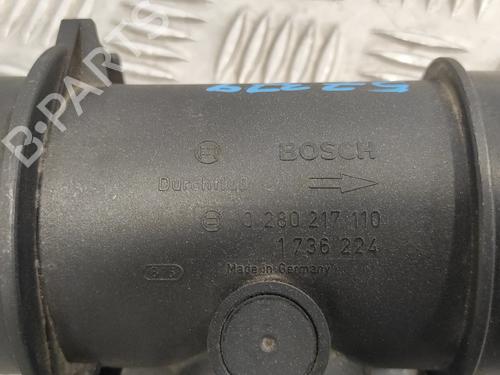 B-PARTS
BOSCH
Durchfluß
0 280 217 110
1 736 224
Made in Germany